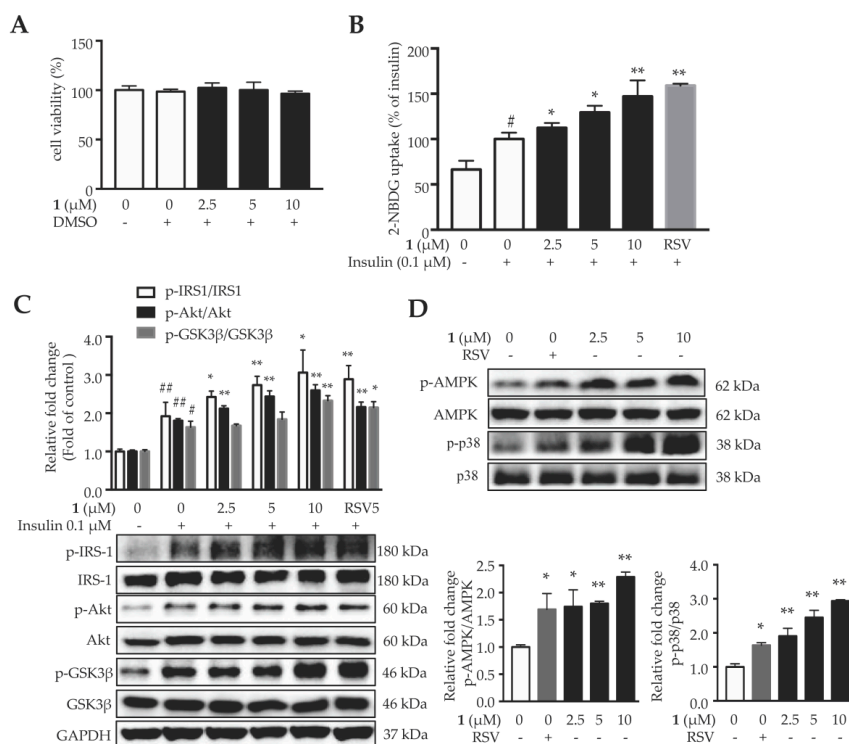 A
cell viability (%)
150
100
50
0
1 (μM) 0 0 2.5 5 10
DMSO - + + + +
B
2-NBDG uptake (% of insulin)
200
150
100
50
0
# * * ** **
1 (μM) 0 0 2.5 5 10 RSV
Insulin (0.1 μM) - + + + + +
C
p-IRS1/IRS1
p-Akt/Akt
p-GSK3β/GSK3β
Relative fold change
(Fold of control )
4.0
3.0
2.0
1.0
0.0
## ## # * ** ** ** * ** ** ** ** *
1 (μM) 0 0 2.5 5 10 RSV5
Insulin 0.1 μM - + + + + +
p-IRS-1 180 kDa
IRS-1 180 kDa
p-Akt 60 kDa
Akt 60 kDa
p-GSK3β 46 kDa
GSK3β 46 kDa
GAPDH 37 kDa
D
1 (μM) 0 0 2.5 5 10
RSV - + - - -
p-AMPK 62 kDa
AMPK 62 kDa
p-p38 38 kDa
p38 38 kDa
Relative fold change
p-AMPK/AMPK
2.5
2.0
1.5
1.0
0.5
0.0
* * ** **
1 (μM) 0 0 2.5 5 10
RSV - + - - -
Relative fold change
p-p38/p38
4.0
3.0
2.0
1.0
0.0
* ** ** **
1 (μM) 0 0 2.5 5 10
RSV - + - - -